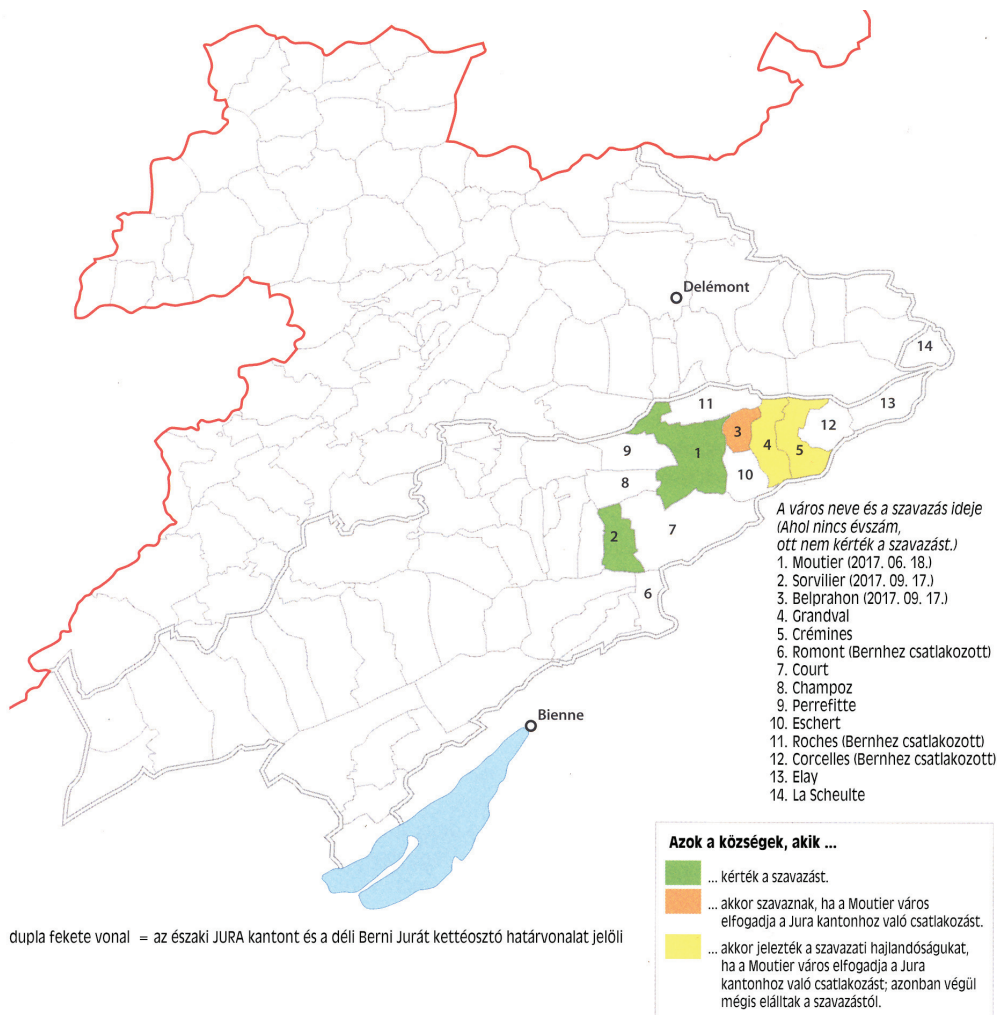 Delémont
14
13
11
12
3
4
5
1
9
10
8
7
2
6
Bienne
A város neve és a szavazás ideje
(Ahol nincs évszám,
ott nem kérték a szavazást.)
1. Moutier (2017. 06. 18.)
2. Sorvilier (2017. 09. 17.)
3. Belprahon (2017. 09. 17.)
4. Grandval
5. Crémines
6. Romont (Bernhez csatlakozott)
7. Court
8. Champoz
9. Perrefitte
10. Eschert
11. Roches (Bernhez csatlakozott)
12. Corcelles (Bernhez csatlakozott)
13. Elay
14. La Scheulte
Azok a községek, akik ...
... kérték a szavazást.
... akkor szavaznak, ha a Moutier város
elfogadja a Jura kantonhoz való csatlakozást.
... akkor jelezték a szavazati hajlandóságukat,
ha a Moutier város elfogadja a Jura
kantonhoz való csatlakozást; azonban végül
mégis elálltak a szavazástól.
dupla fekete vonal = az északi JURA kantont és a déli Berni Jurát kettéosztó határvonalat jelöli